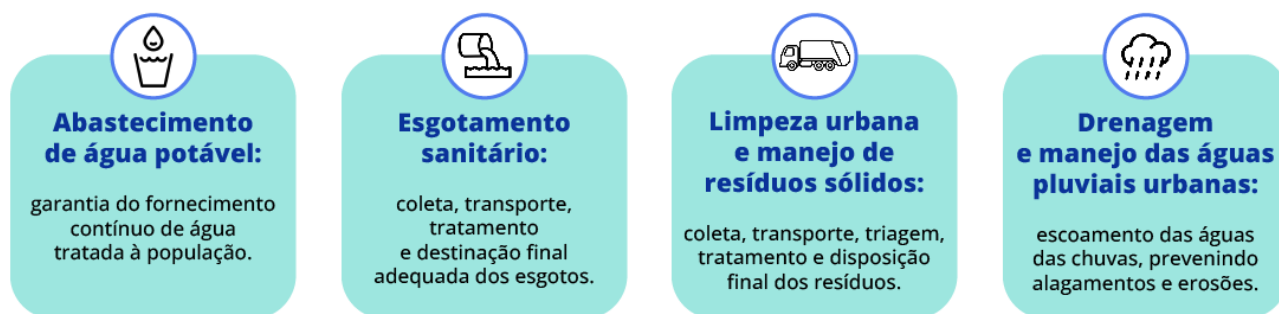 Abastecimento
de água potável:
garantia do fornecimento
contínuo de água
tratada à população.
Esgotamento
sanitário:
coleta, transporte,
tratamento
e destinação final
adequada dos esgotos.
Limpeza urbana
e manejo de
resíduos sólidos:
coleta, transporte, triagem,
tratamento e disposição
final dos resíduos.
Drenagem
e manejo das águas
pluviais urbanas:
escoamento das águas
das chuvas, prevenindo
alagamentos e erosões.